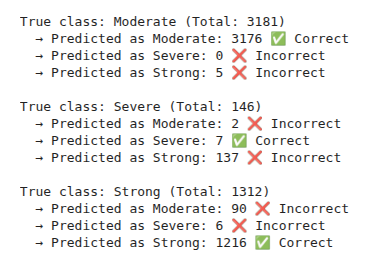 True class: Moderate (Total: 3181)
→ Predicted as Moderate: 3176 ✅ Correct
→ Predicted as Severe: 0 ❌ Incorrect
→ Predicted as Strong: 5 ❌ Incorrect
True class: Severe (Total: 146)
→ Predicted as Moderate: 2 ❌ Incorrect
→ Predicted as Severe: 7 ✅ Correct
→ Predicted as Strong: 137 ❌ Incorrect
True class: Strong (Total: 1312)
→ Predicted as Moderate: 90 ❌ Incorrect
→ Predicted as Severe: 6 ❌ Incorrect
→ Predicted as Strong: 1216 ✅ Correct